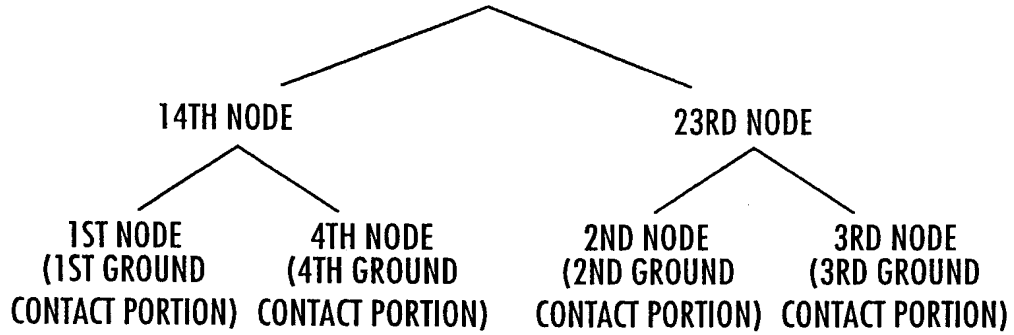 14TH NODE
23RD NODE
1ST NODE
(1ST GROUND
CONTACT PORTION)
4TH NODE
(4TH GROUND
CONTACT PORTION)
2ND NODE
(2ND GROUND
CONTACT PORTION)
3RD NODE
(3RD GROUND
CONTACT PORTION)